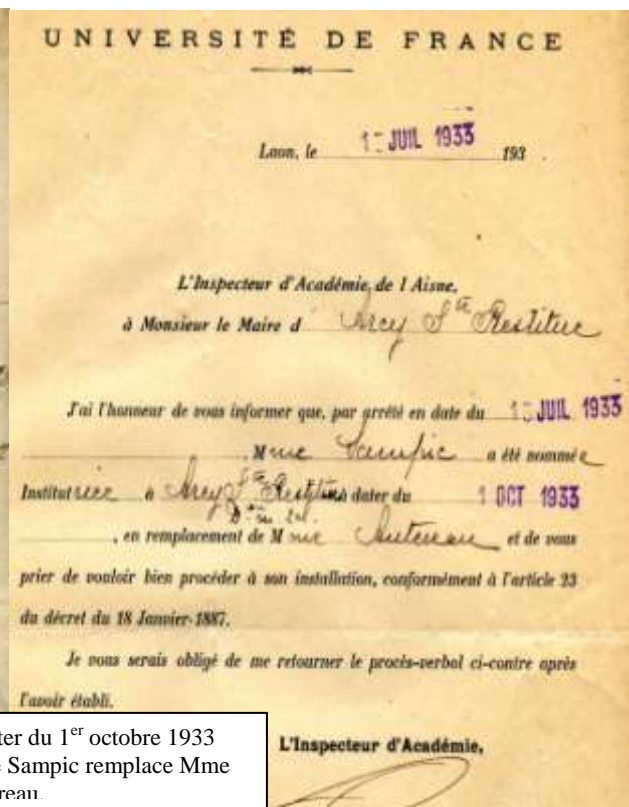 UNIVERSITÉ DE FRANCE
Laon, le 1 JUIL 1933 193 .
L'Inspecteur d'Académie de l Aisne,
à Monsieur le Maire d Arcy Ste Restitue
J'ai l'honneur de vous informer que, par arrêté en date du 1 JUIL 1933
, Mme Sampic a été nommée
Institutrice à Arcy Ste Restitue à dater du 1 OCT 1933
, en remplacement de Mme et de vous
prier de vouloir bien procéder à son installation, conformément à l'article 23
du décret du 18 Janvier 1887.
Je vous serais obligé de me retourner le procès-verbal ci-contre après
l'avoir établi.
L'Inspecteur d'Académie,
ter du 1er octobre 1933
Sampic remplace Mme
reau.